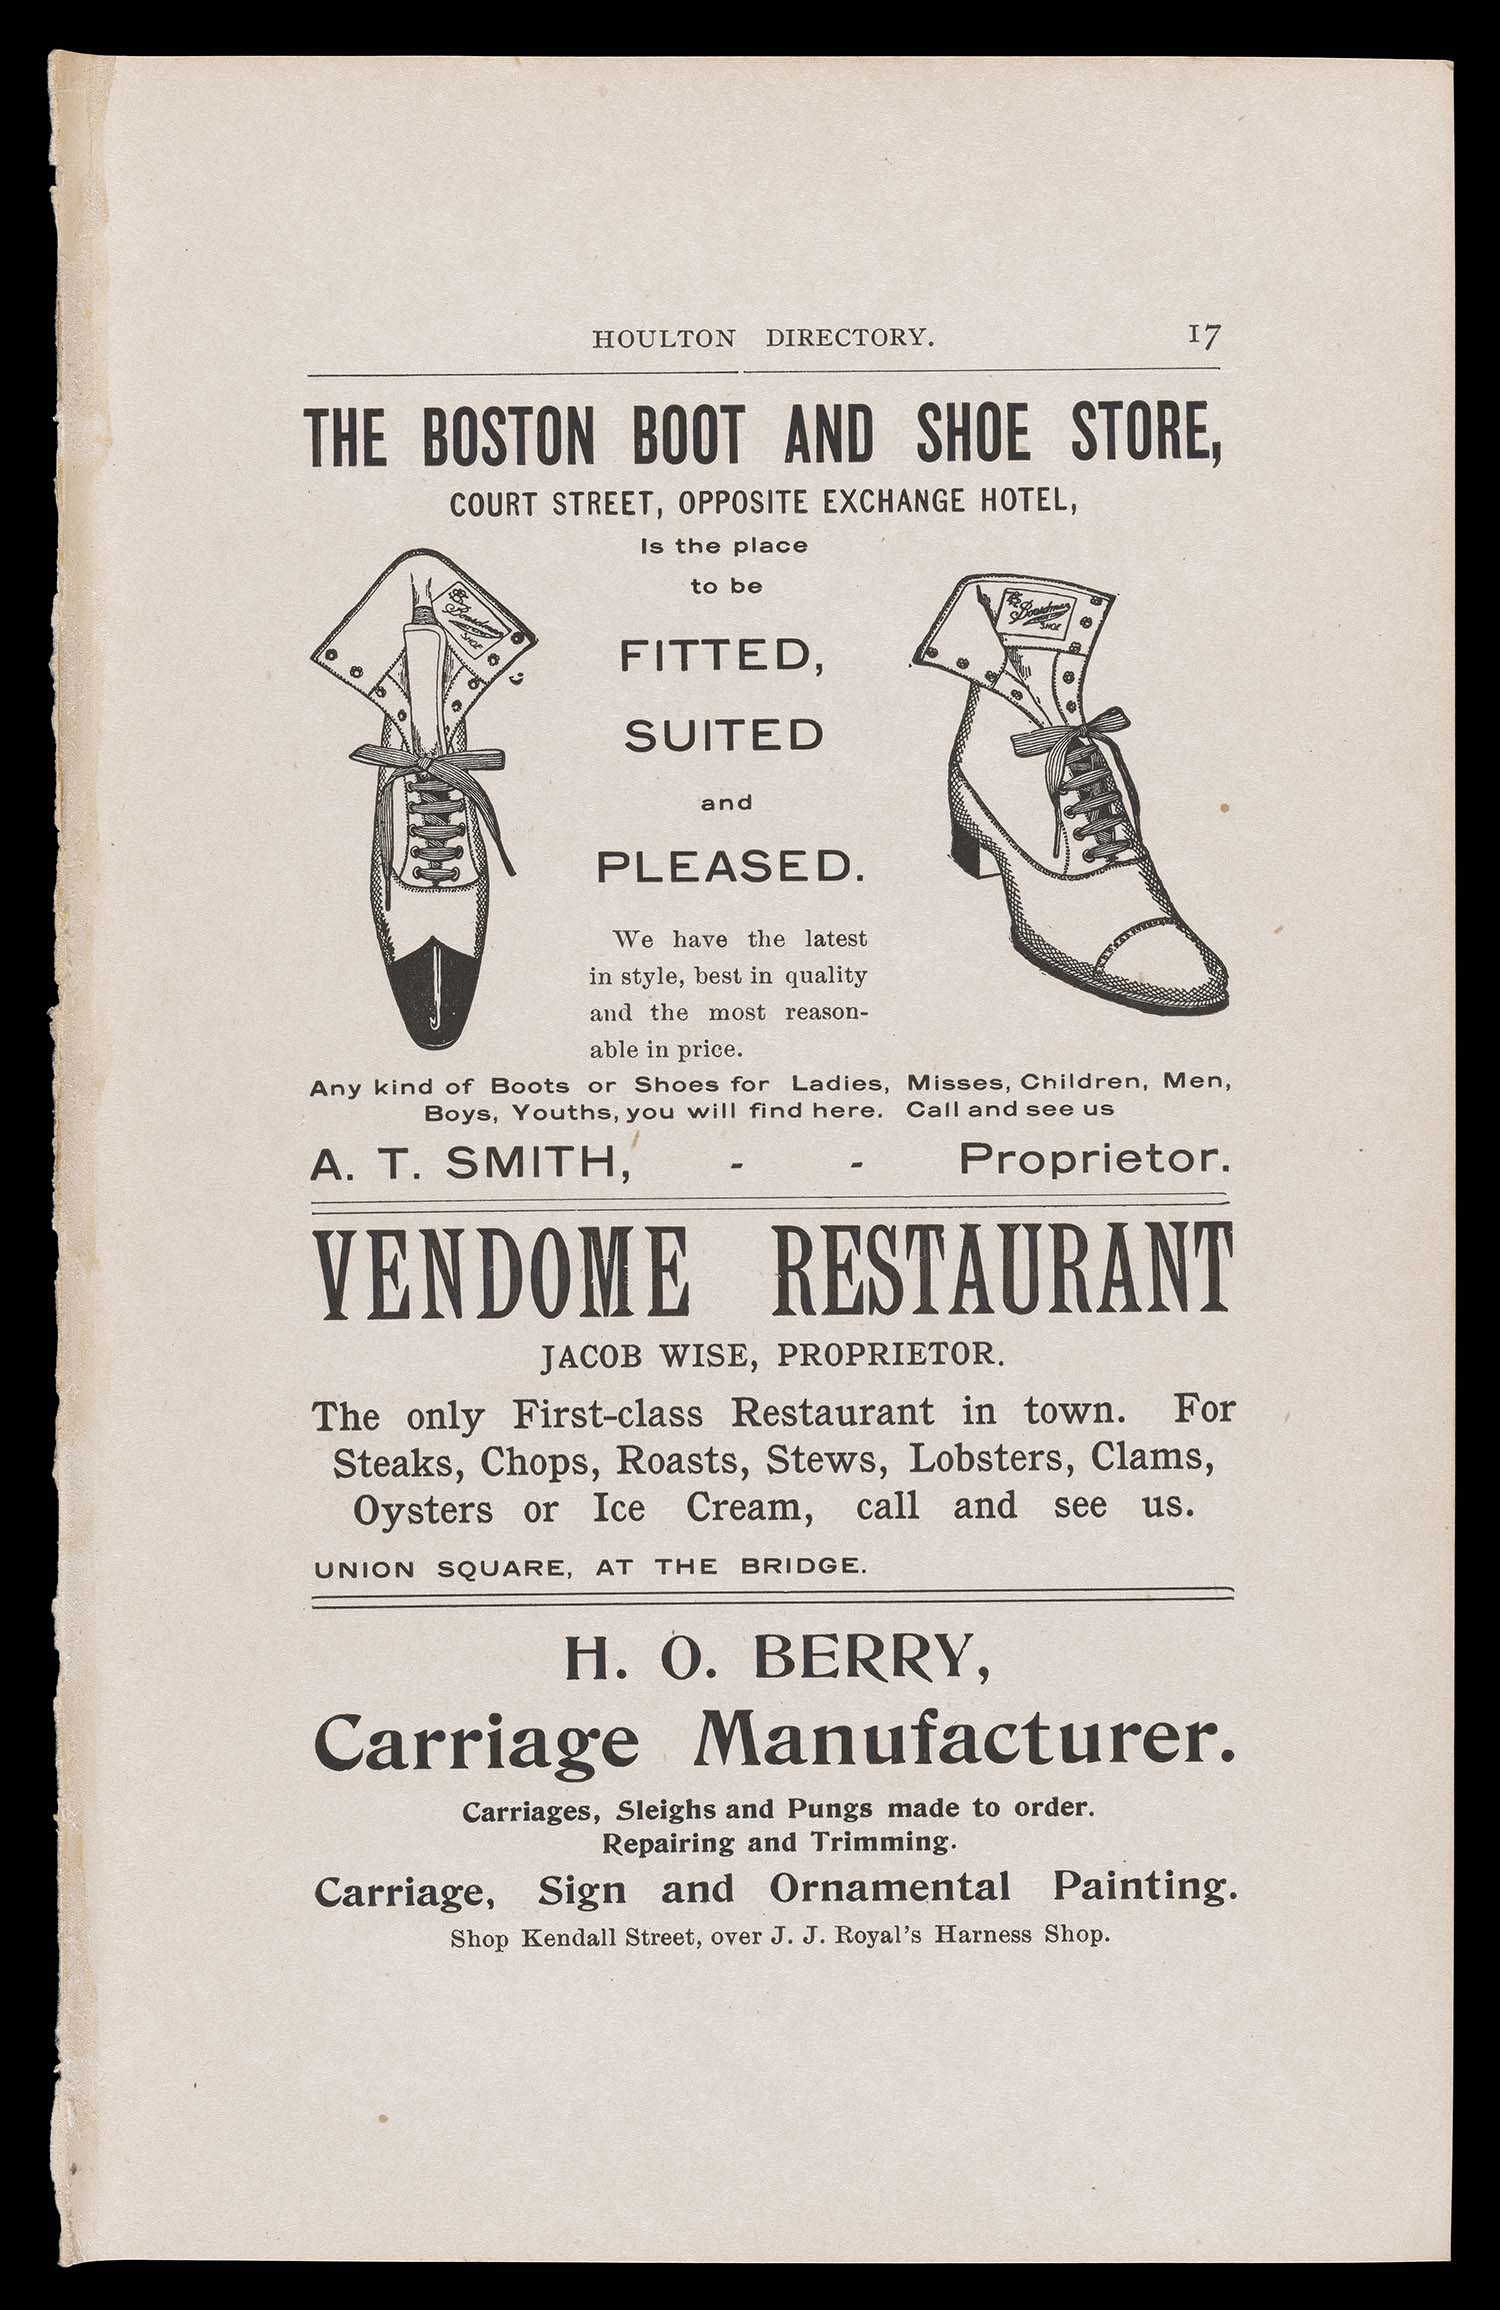 HOULTON DIRECTORY. 17
THE BOSTON BOOT AND SHOE STORE,
COURT STREET, OPPOSITE EXCHANGE HOTEL,
Is the place
to be
FITTED,
SUITED
and
PLEASED.
Boardman
SHOE
Boardman
SHOE
We have the latest
in style, best in quality
and the most reason-
able in price.
Any kind of Boots or Shoes for Ladies, Misses, Children, Men,
Boys, Youths, you will find here. Call and see us
A. T. SMITH, - - Proprietor.
VENDOME RESTAURANT
JACOB WISE, PROPRIETOR.
The only First-class Restaurant in town. For
Steaks, Chops, Roasts, Stews, Lobsters, Clams,
Oysters or Ice Cream, call and see us.
UNION SQUARE, AT THE BRIDGE.
H. O. BERRY,
Carriage Manufacturer.
Carriages, Sleighs and Pungs made to order.
Repairing and Trimming.
Carriage, Sign and Ornamental Painting.
Shop Kendall Street, over J. J. Royal's Harness Shop.